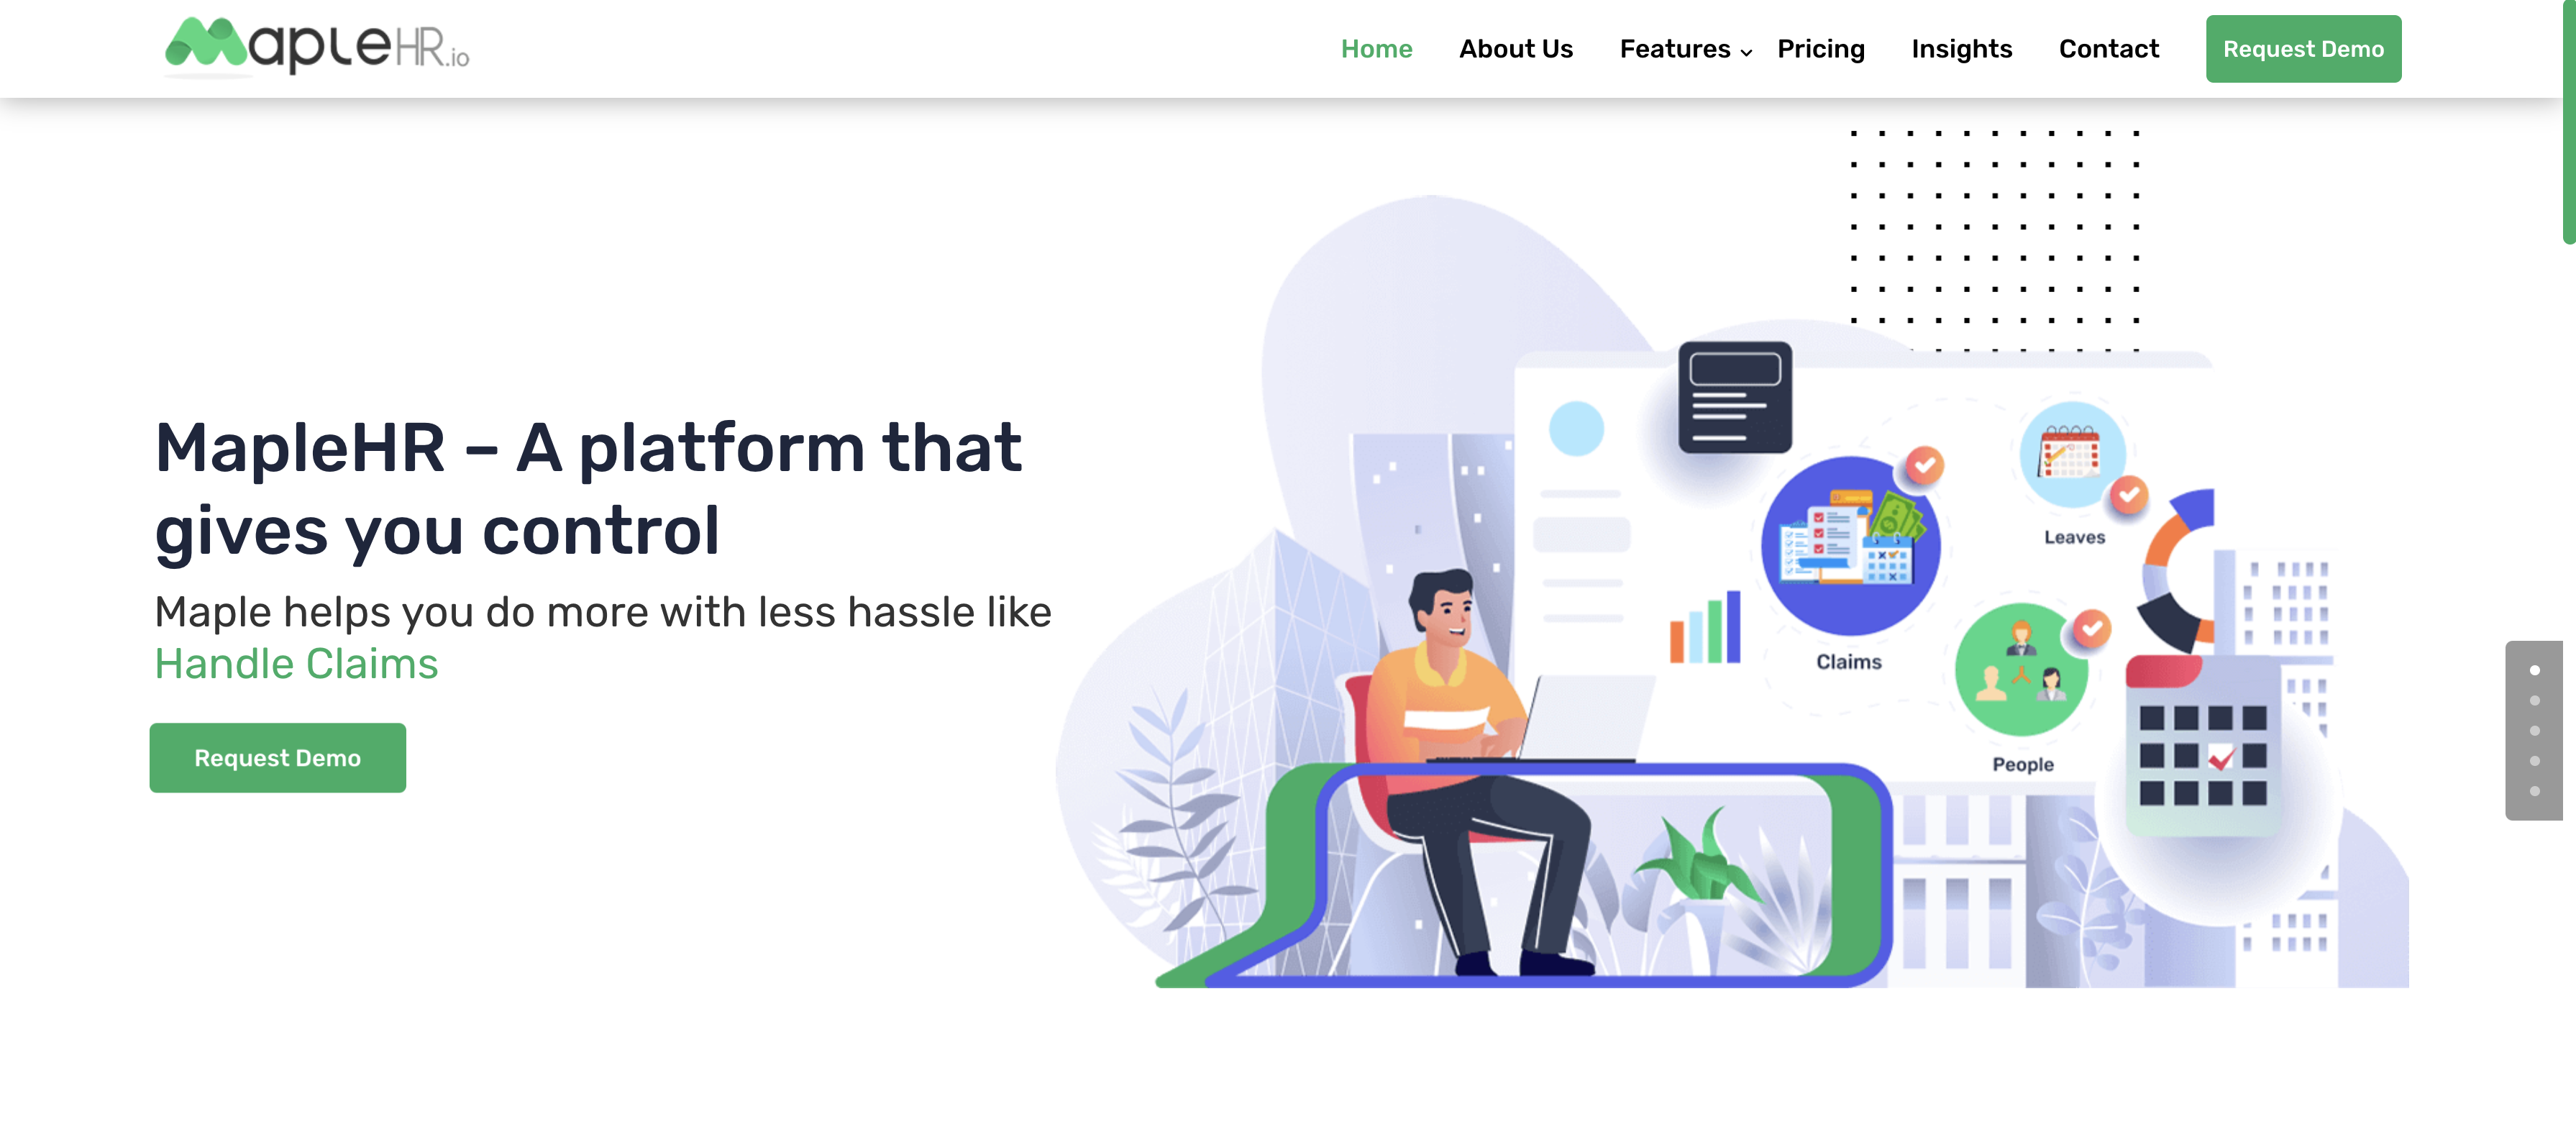 MapleHR.io
Home About Us Features Pricing Insights Contact Request Demo
MapleHR – A platform that
gives you control
Maple helps you do more with less hassle like
Handle Claims
Request Demo
Leaves
Claims
People